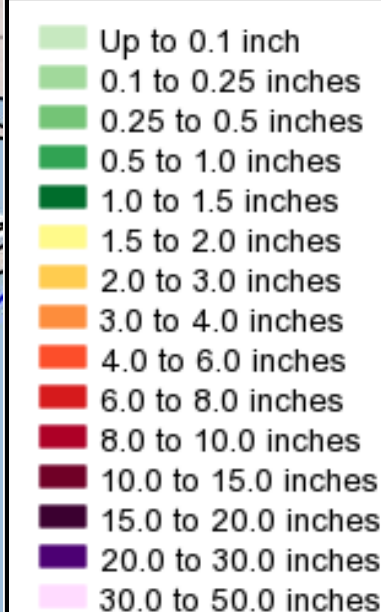 Up to 0.1 inch
0.1 to 0.25 inches
0.25 to 0.5 inches
0.5 to 1.0 inches
1.0 to 1.5 inches
1.5 to 2.0 inches
2.0 to 3.0 inches
3.0 to 4.0 inches
4.0 to 6.0 inches
6.0 to 8.0 inches
8.0 to 10.0 inches
10.0 to 15.0 inches
15.0 to 20.0 inches
20.0 to 30.0 inches
30.0 to 50.0 inches